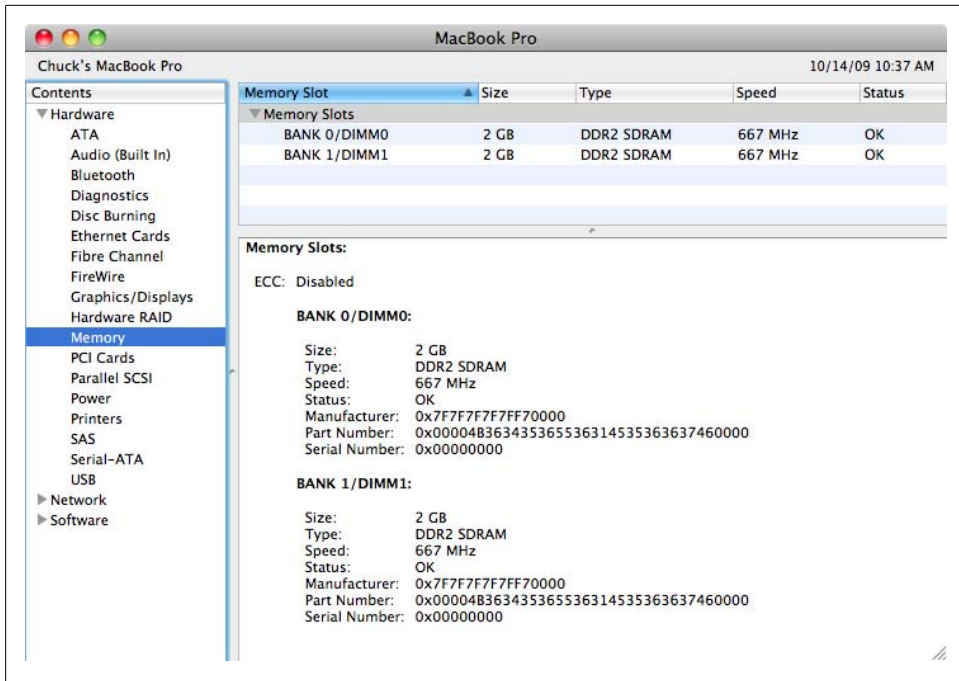 MacBook Pro
Chuck's MacBook Pro 10/14/09 10:37 AM
Contents
Hardware
ATA
Audio (Built In)
Bluetooth
Diagnostics
Disc Burning
Ethernet Cards
Fibre Channel
FireWire
Graphics/Displays
Hardware RAID
Memory
PCI Cards
Parallel SCSI
Power
Printers
SAS
Serial-ATA
USB
Network
Software
Memory Slot Size Type Speed Status
Memory Slots
BANK 0/DIMM0 2 GB DDR2 SDRAM 667 MHz OK
BANK 1/DIMM1 2 GB DDR2 SDRAM 667 MHz OK
Memory Slots:
ECC: Disabled
BANK 0/DIMM0:
Size: 2 GB
Type: DDR2 SDRAM
Speed: 667 MHz
Status: OK
Manufacturer: 0x7F7F7F7F7FF70000
Part Number: 0x00004B3634353655363145353636374660000
Serial Number: 0x00000000
BANK 1/DIMM1:
Size: 2 GB
Type: DDR2 SDRAM
Speed: 667 MHz
Status: OK
Manufacturer: 0x7F7F7F7F7FF70000
Part Number: 0x00004B3634353655363145353636374660000
Serial Number: 0x00000000